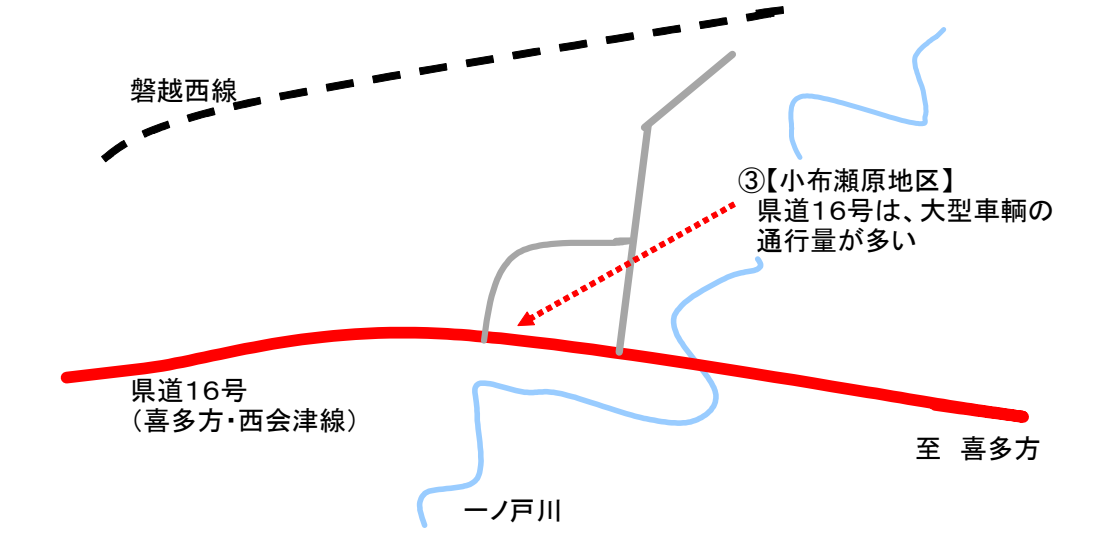 磐越西線
③【小布瀬原地区】
県道１６号は、大型車輌の
通行量が多い
県道１６号
（喜多方・西会津線）
至　喜多方
一ノ戸川